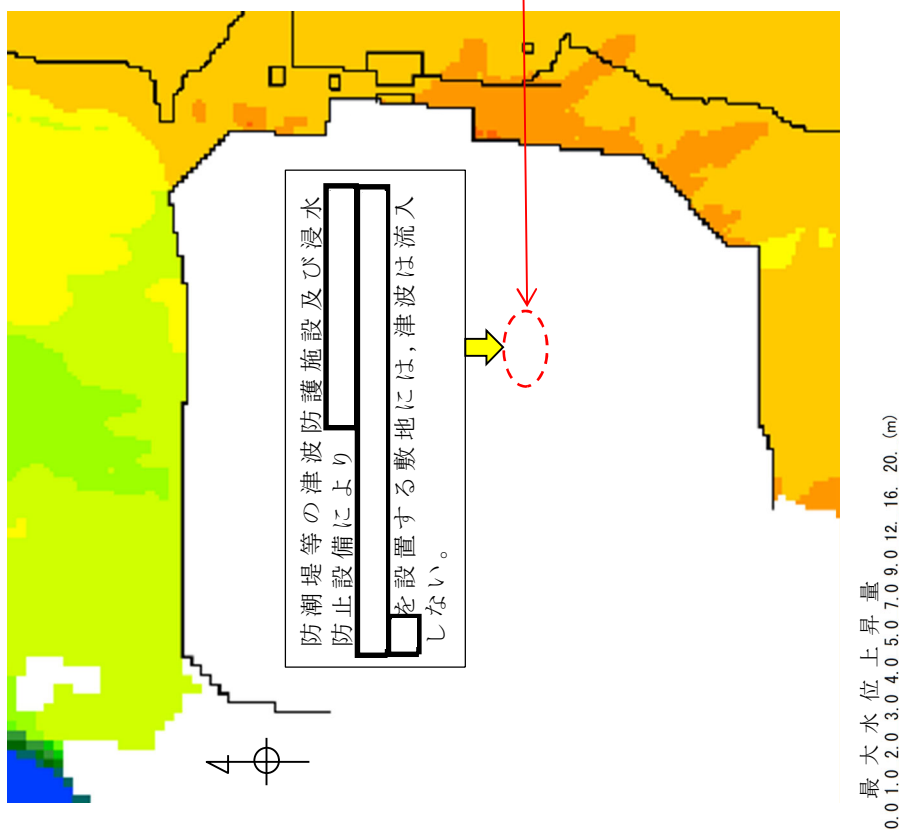 防潮堤等の津波防護施設及び浸水
防止設備により
を設置する敷地には,津波は流入
しない。
最大水位上昇量
0.0 1.0 2.0 3.0 4.0 5.0 7.0 9.0 12. 16. 20. (m)